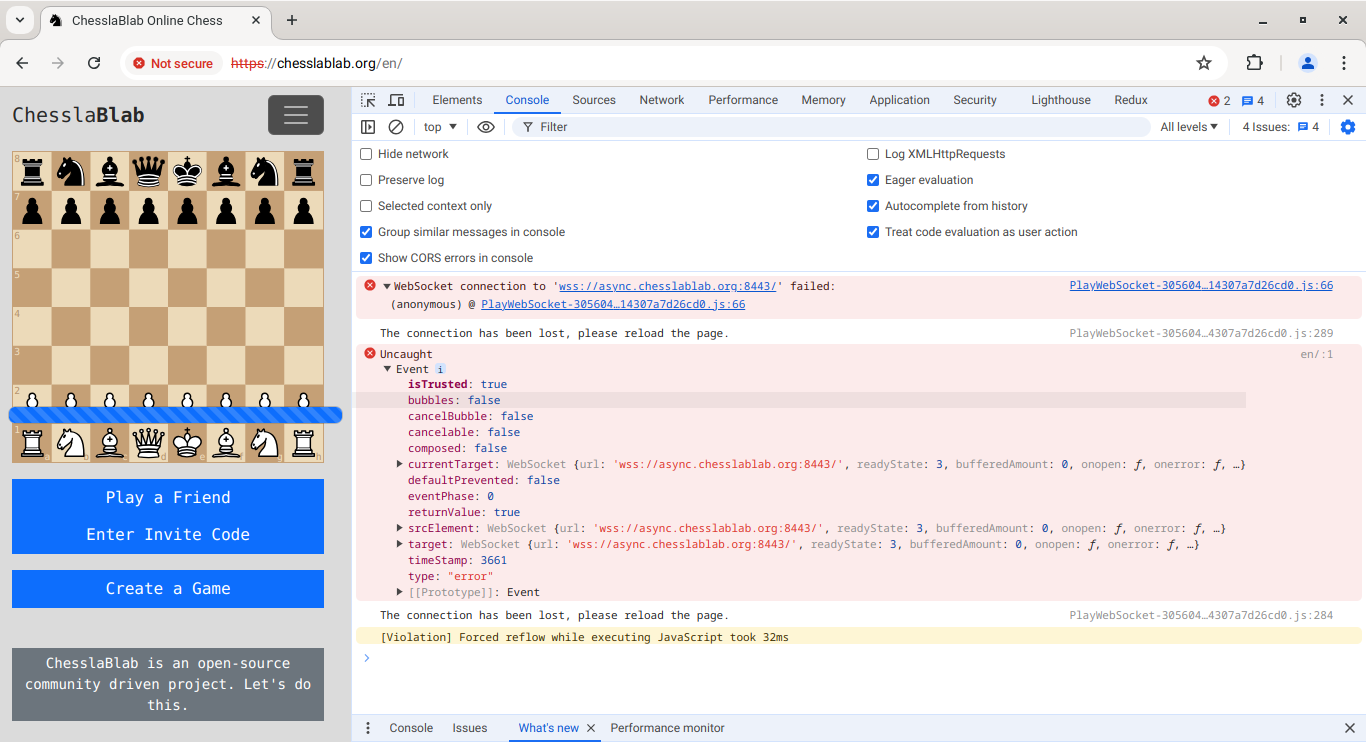 ChesslaBlab Online Chess
Not secure
https://chesslablab.org/en/
ChesslaBlab
8
7
6
5
4
3
2
1
a
d
h
Play a Friend
Enter Invite Code
Create a Game
ChesslaBlab is an open-source
community driven project. Let's do
this.
Elements Console Sources Network Performance Memory Application Security Lighthouse Redux 2 4
top Filter All levels 4 Issues: 4
Hide network Log XMLHttpRequests
Preserve log Eager evaluation
Selected context only Autocomplete from history
Group similar messages in console Treat code evaluation as user action
Show CORS errors in console
WebSocket connection to 'wss://async.chesslablab.org:8443/' failed: PlayWebSocket-305604…14307a7d26cd0.js:66
(anonymous) @ PlayWebSocket-305604…14307a7d26cd0.js:66
The connection has been lost, please reload the page. PlayWebSocket-305604…4307a7d26cd0.js:289
Uncaught en/:1
Event i
isTrusted: true
bubbles: false
cancelBubble: false
cancelable: false
composed: false
currentTarget: WebSocket {url: 'wss://async.chesslablab.org:8443/', readyState: 3, bufferedAmount: 0, onopen: ƒ, onerror: ƒ, …}
defaultPrevented: false
eventPhase: 0
returnValue: true
srcElement: WebSocket {url: 'wss://async.chesslablab.org:8443/', readyState: 3, bufferedAmount: 0, onopen: ƒ, onerror: ƒ, …}
target: WebSocket {url: 'wss://async.chesslablab.org:8443/', readyState: 3, bufferedAmount: 0, onopen: ƒ, onerror: ƒ, …}
timeStamp: 3661
type: "error"
[[Prototype]]: Event
The connection has been lost, please reload the page. PlayWebSocket-305604…4307a7d26cd0.js:284
[Violation] Forced reflow while executing JavaScript took 32ms
Console Issues What's new Performance monitor